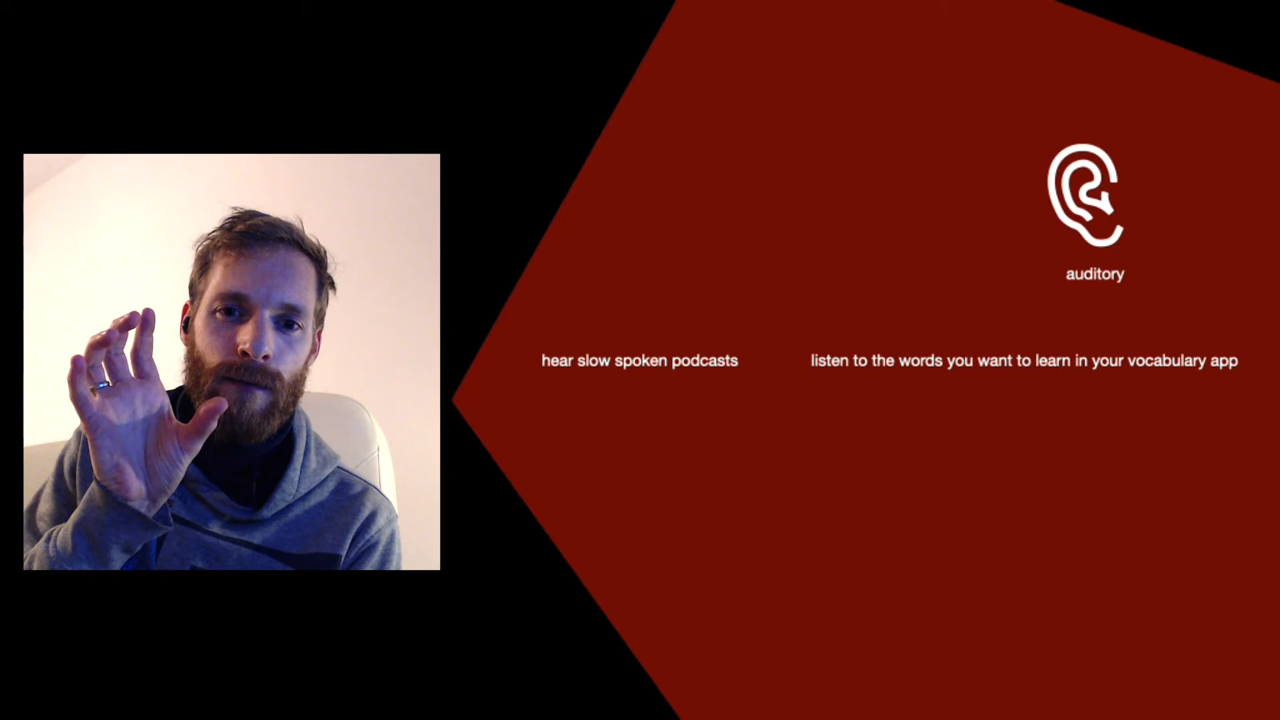 auditory
hear slow spoken podcasts
listen to the words you want to learn in your vocabulary app